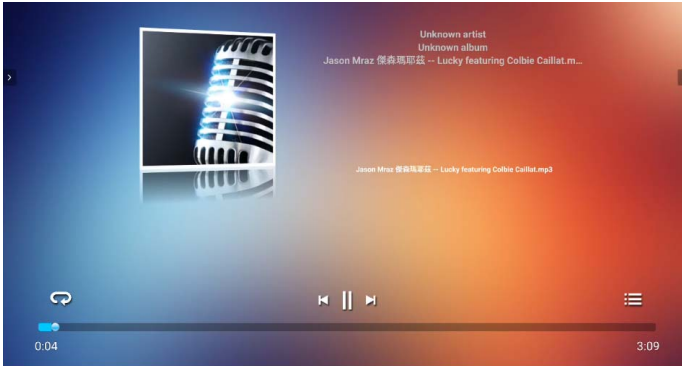 Unknown artist
Unknown album
Jason Mraz 傑森瑪耶茲 -- Lucky featuring Colbie Caillat.m...
Jason Mraz 傑森瑪耶茲 -- Lucky featuring Colbie Caillat.mp3
0:04
3:09